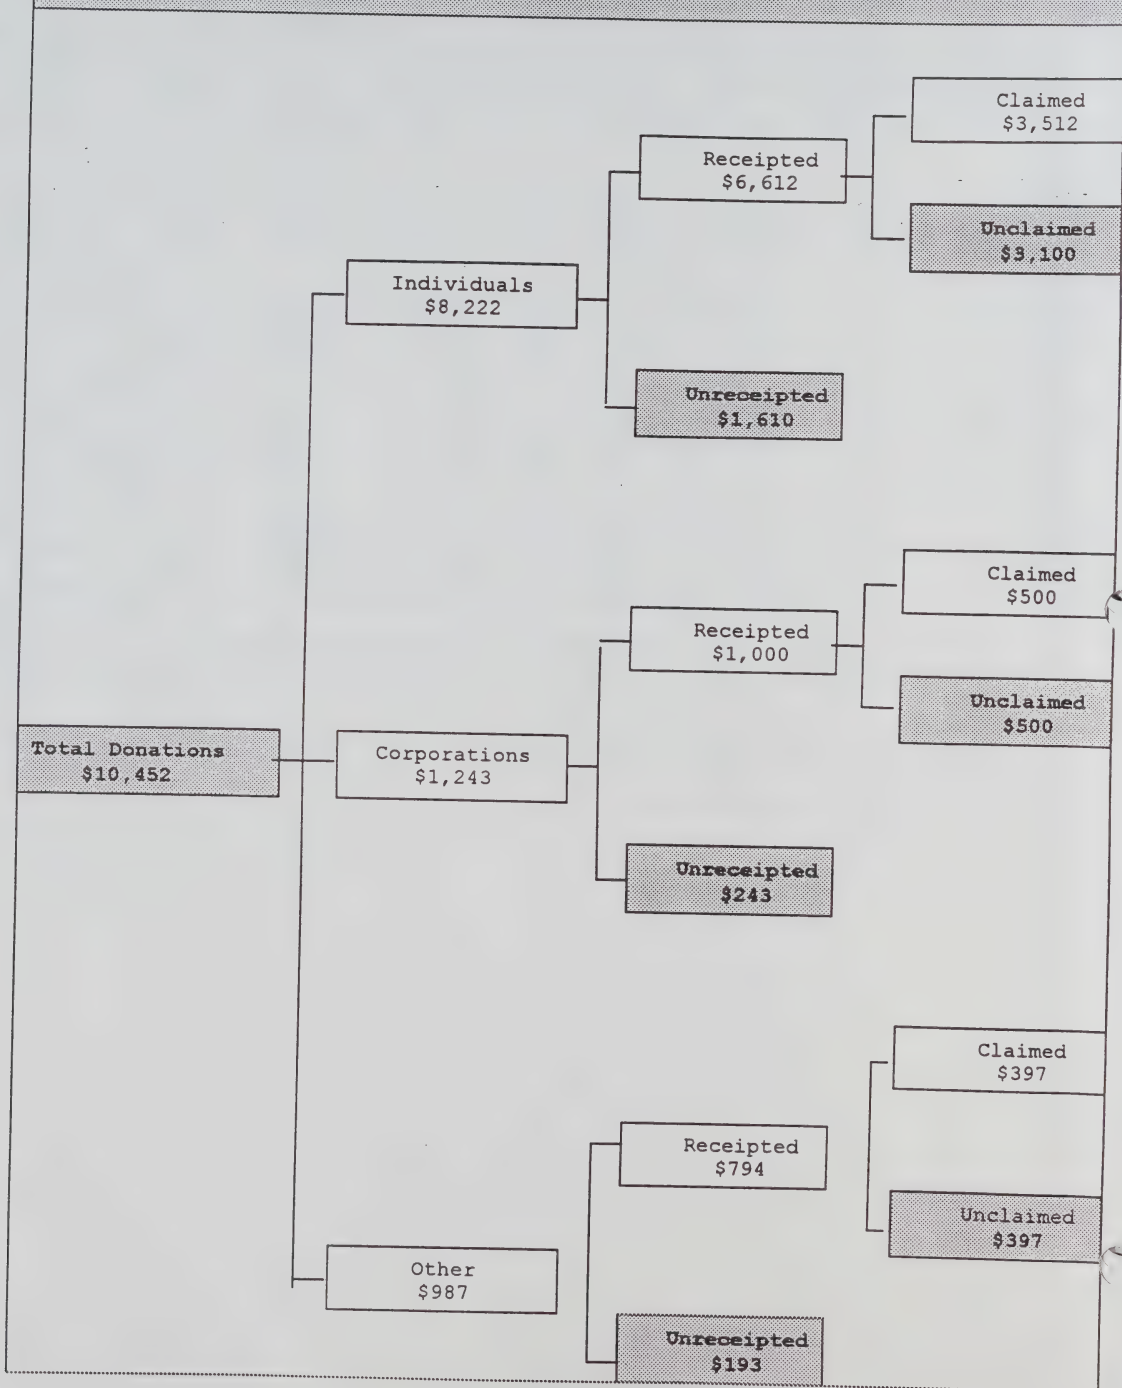 Claimed
$3,512
Receipted
$6,612
Unclaimed
$3,100
Individuals
$8,222
Unreceipted
$1,610
Claimed
$500
Receipted
$1,000
Unclaimed
$500
Total Donations
$10,452
Corporations
$1,243
Unreceipted
$243
Claimed
$397
Receipted
$794
Unclaimed
$397
Other
$987
Unreceipted
$193